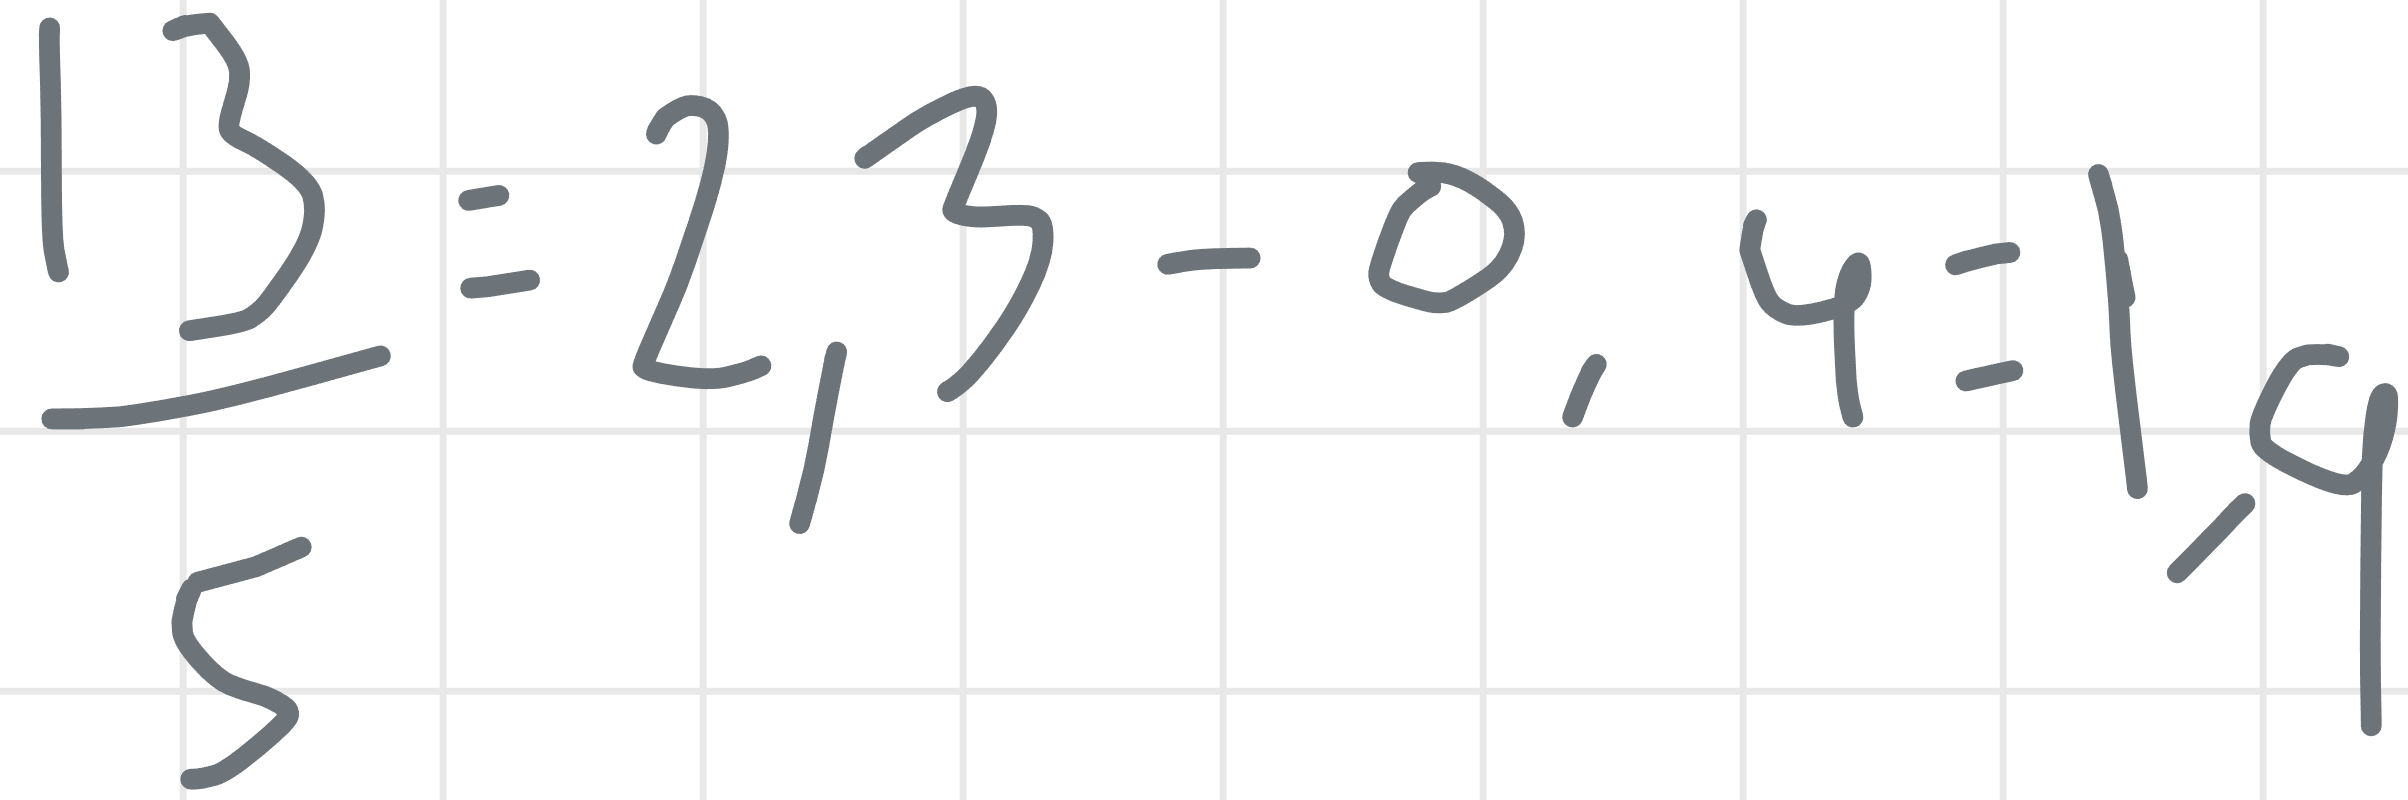 13/5 = 2,3 - 0,4 = 1,9